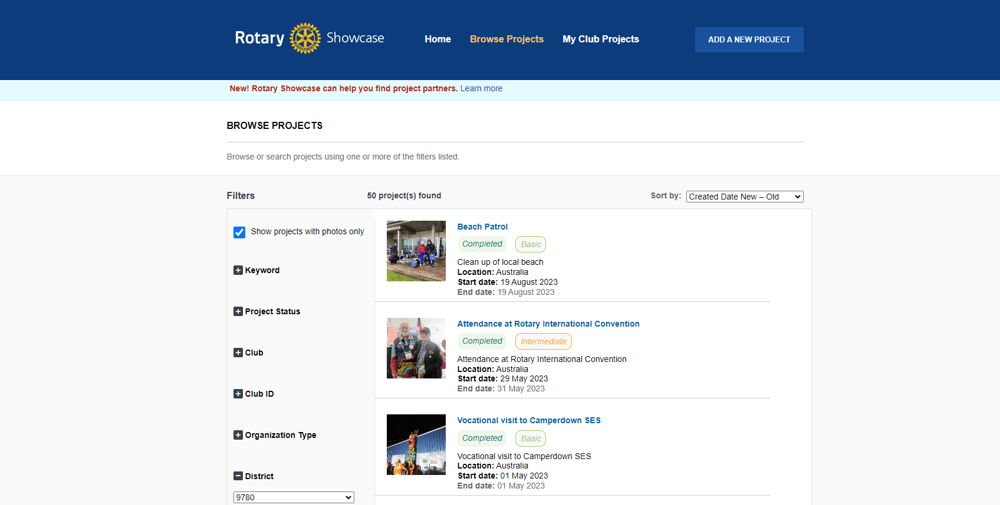 Rotary Showcase
Home
Browse Projects
My Club Projects
ADD A NEW PROJECT
New! Rotary Showcase can help you find project partners. Learn more
BROWSE PROJECTS
Browse or search projects using one or more of the filters listed.
Filters
50 project(s) found
Sort by: Created Date New – Old
Show projects with photos only
Keyword
Project Status
Club
Club ID
Organization Type
District
9780
Beach Patrol
Completed Basic
Clean up of local beach
Location: Australia
Start date: 19 August 2023
End date: 19 August 2023
Attendance at Rotary International Convention
Completed Intermediate
Attendance at Rotary International Convention
Location: Australia
Start date: 29 May 2023
End date: 31 May 2023
Vocational visit to Camperdown SES
Completed Basic
Vocational visit to Camperdown SES
Location: Australia
Start date: 01 May 2023
End date: 01 May 2023